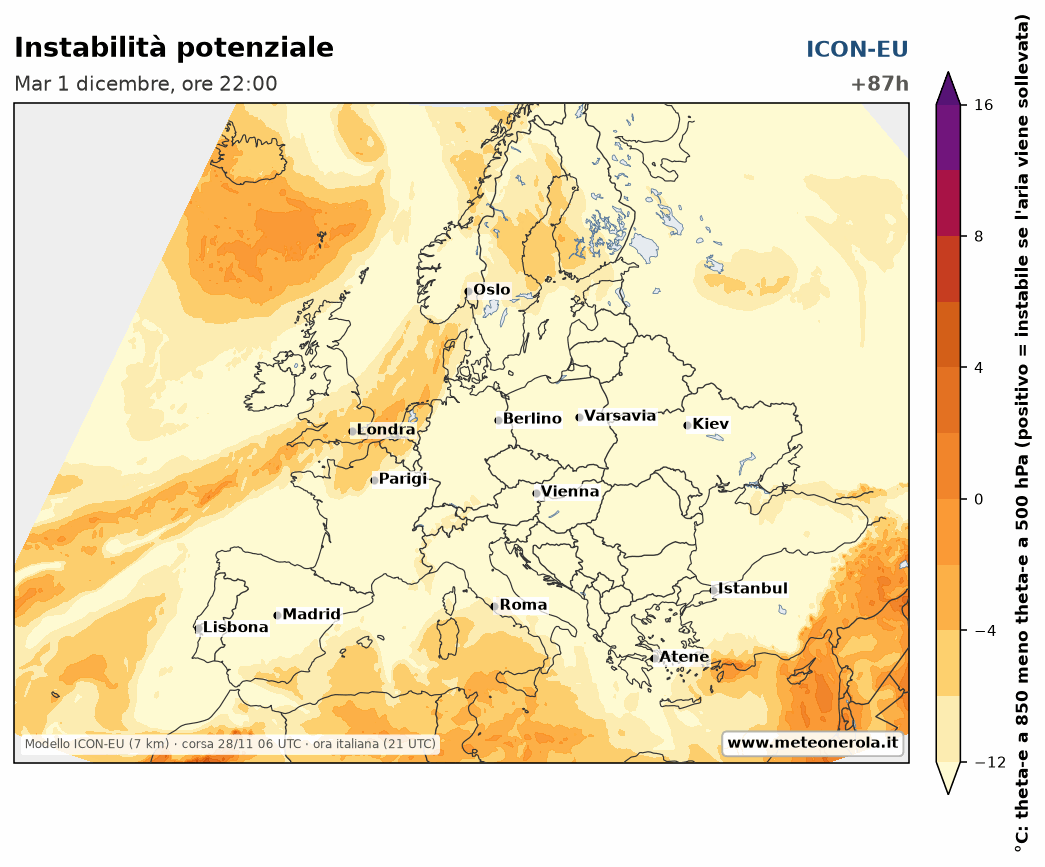 Instabilità potenziale
ICON-EU
Mar 1 dicembre, ore 22:00
+87h
Oslo
Berlino
Varsavia
Kiev
Londra
Parigi
Vienna
Istanbul
Roma
Madrid
Lisbona
Atene
Modello ICON-EU (7 km) · corsa 28/11 06 UTC · ora italiana (21 UTC)
www.meteonerola.it
16
8
4
0
−4
−12
°C: theta-e a 850 meno theta-e a 500 hPa (positivo = instabile se l'aria viene sollevata)